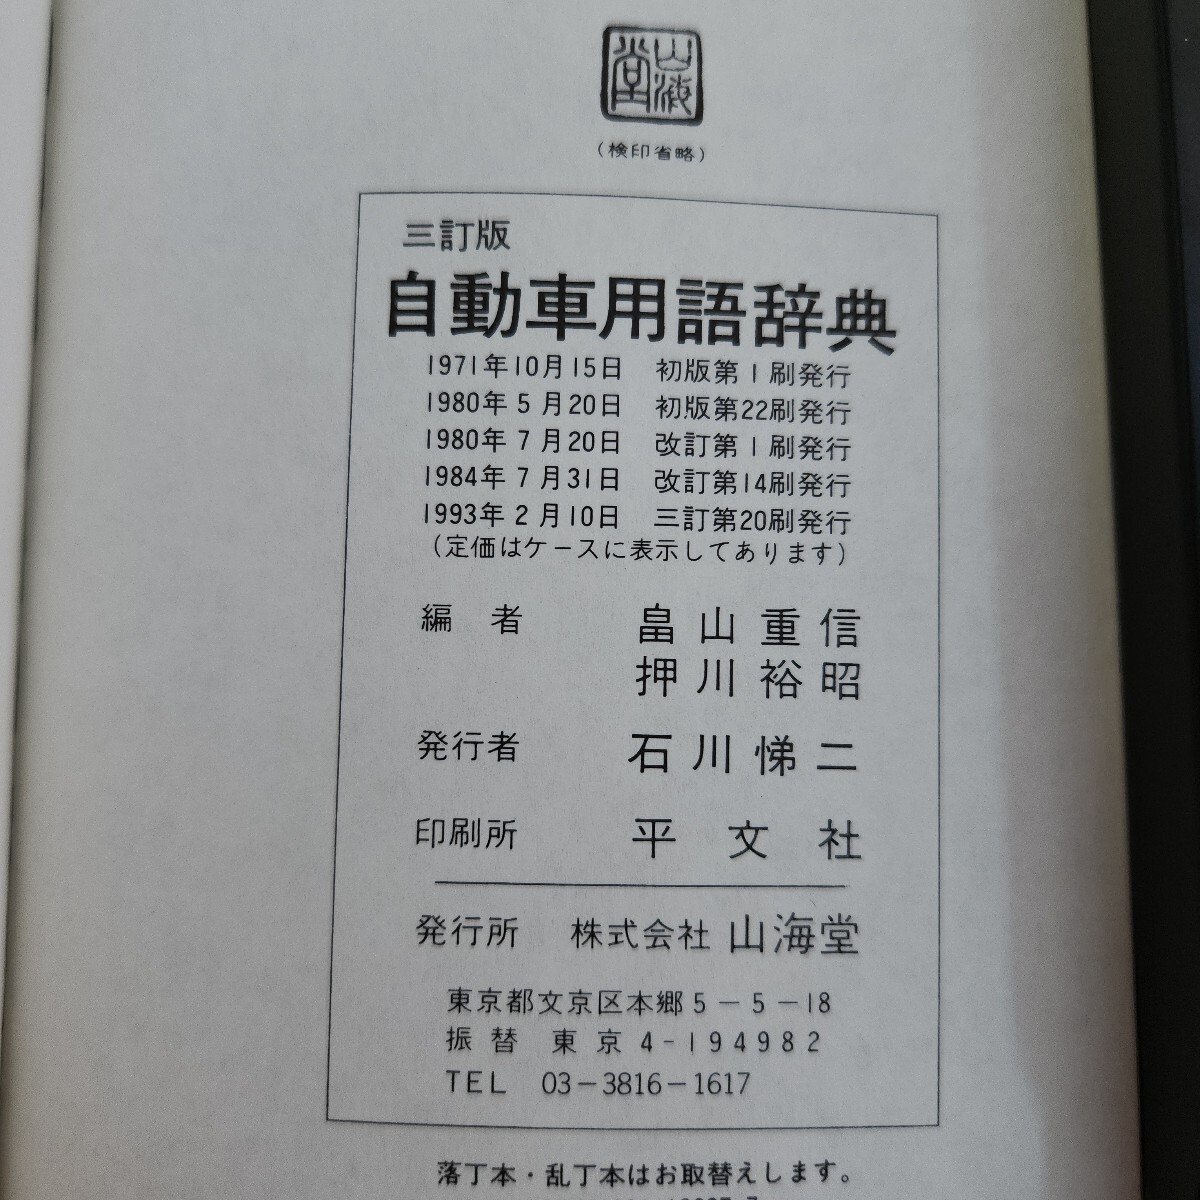 山海堂
(検印省略)
三訂版
自動車用語辞典
1971年10月15日 初版第1刷発行
1980年5月20日 初版第22刷発行
1980年7月20日 改訂第1刷発行
1984年7月31日 改訂第14刷発行
1993年2月10日 三訂第20刷発行
(定価はケースに表示してあります)
編者 畠山重信
押川裕昭
発行者 石川悌二
印刷所 平文社
発行所 株式会社 山海堂
東京都文京区本郷5-5-18
振替 東京4-194982
TEL 03-3816-1617
落丁本・乱丁本はお取替えします。